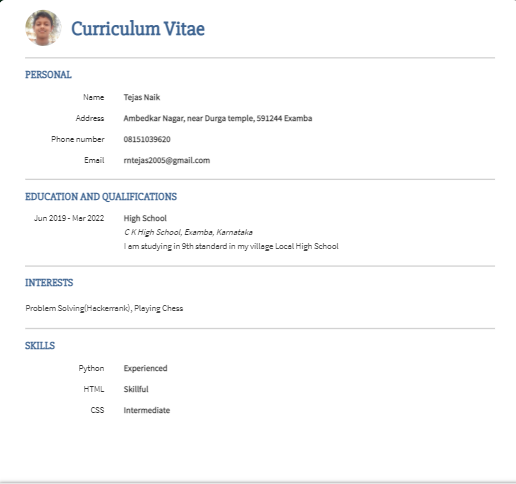 Curriculum Vitae
PERSONAL
Name Tejas Naik
Address Ambedkar Nagar, near Durga temple, 591244 Examba
Phone number 08151039620
Email rntejas2005@gmail.com
EDUCATION AND QUALIFICATIONS
Jun 2019 - Mar 2022 High School
C K High School, Examba, Karnataka
I am studying in 9th standard in my village Local High School
INTERESTS
Problem Solving(Hackerrank), Playing Chess
SKILLS
Python Experienced
HTML Skillful
CSS Intermediate